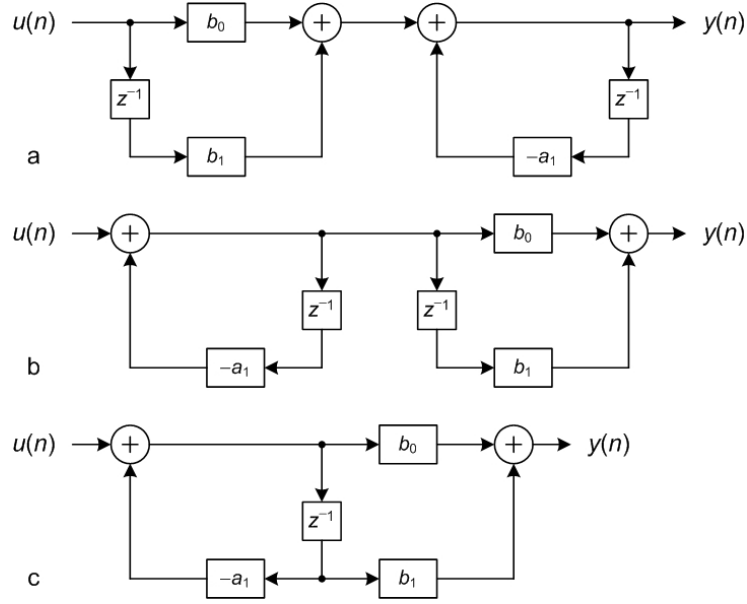 u(n) b₀ + + y(n)
z⁻¹ z⁻¹
a b₁ −a₁
u(n) + b₀ + y(n)
z⁻¹ z⁻¹
b −a₁ b₁
u(n) + b₀ + y(n)
z⁻¹
c −a₁ b₁